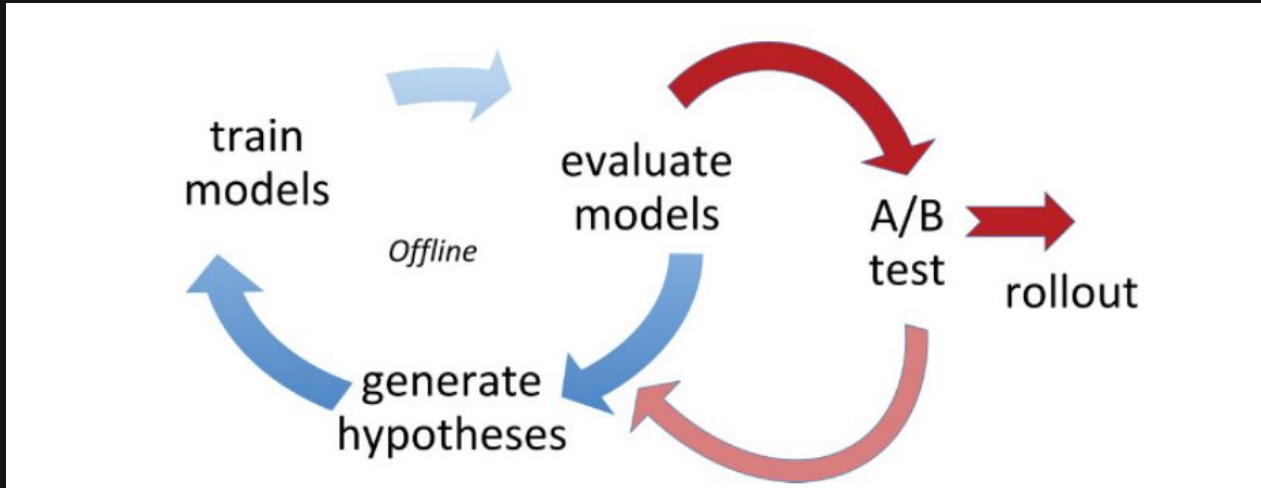 train
models
evaluate
models
Offline
A/B
test
rollout
generate
hypotheses